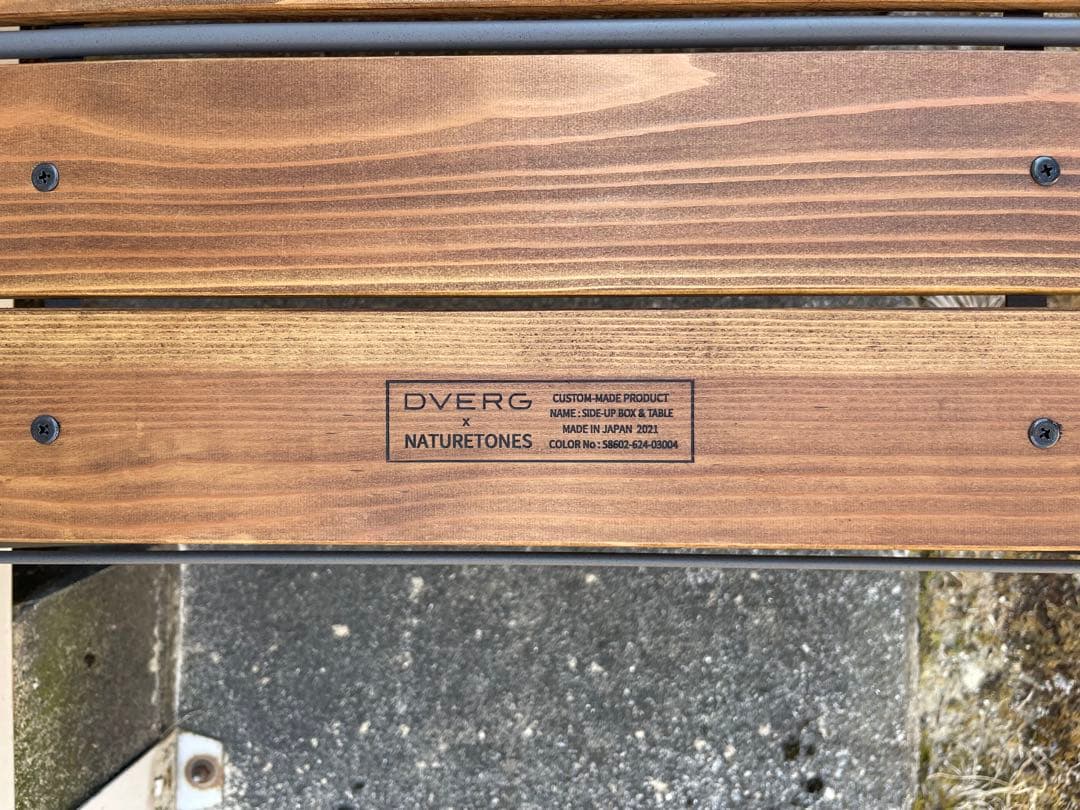 DVERG
x
NATURETONES
CUSTOM-MADE PRODUCT
NAME : SIDE-UP BOX & TABLE
MADE IN JAPAN 2021
COLOR No : 58602-624-03004